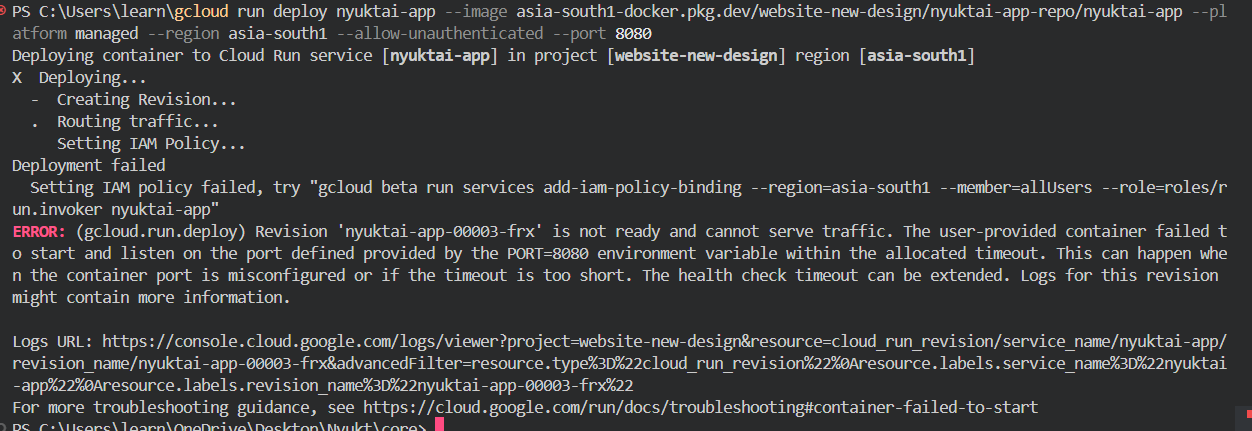 PS C:\Users\learn\gcloud run deploy nyuktai-app --image asia-south1-docker.pkg.dev/website-new-design/nyuktai-app-repo/nyuktai-app --pl
atform managed --region asia-south1 --allow-unauthenticated --port 8080
Deploying container to Cloud Run service [nyuktai-app] in project [website-new-design] region [asia-south1]
X  Deploying...
  -  Creating Revision...
  .  Routing traffic...
     Setting IAM Policy...
Deployment failed
  Setting IAM policy failed, try "gcloud beta run services add-iam-policy-binding --region=asia-south1 --member=allUsers --role=roles/r
un.invoker nyuktai-app"
ERROR: (gcloud.run.deploy) Revision 'nyuktai-app-00003-frx' is not ready and cannot serve traffic. The user-provided container failed t
o start and listen on the port defined provided by the PORT=8080 environment variable within the allocated timeout. This can happen whe
n the container port is misconfigured or if the timeout is too short. The health check timeout can be extended. Logs for this revision
might contain more information.

Logs URL: https://console.cloud.google.com/logs/viewer?project=website-new-design&resource=cloud_run_revision/service_name/nyuktai-app/
revision_name/nyuktai-app-00003-frx&advancedFilter=resource.type%3D%22cloud_run_revision%22%0Aresource.labels.service_name%3D%22nyuktai
-app%22%0Aresource.labels.revision_name%3D%22nyuktai-app-00003-frx%22
For more troubleshooting guidance, see https://cloud.google.com/run/docs/troubleshooting#container-failed-to-start
PS C:\Users\learn\OneDrive\Desktop\Nyukt\core>